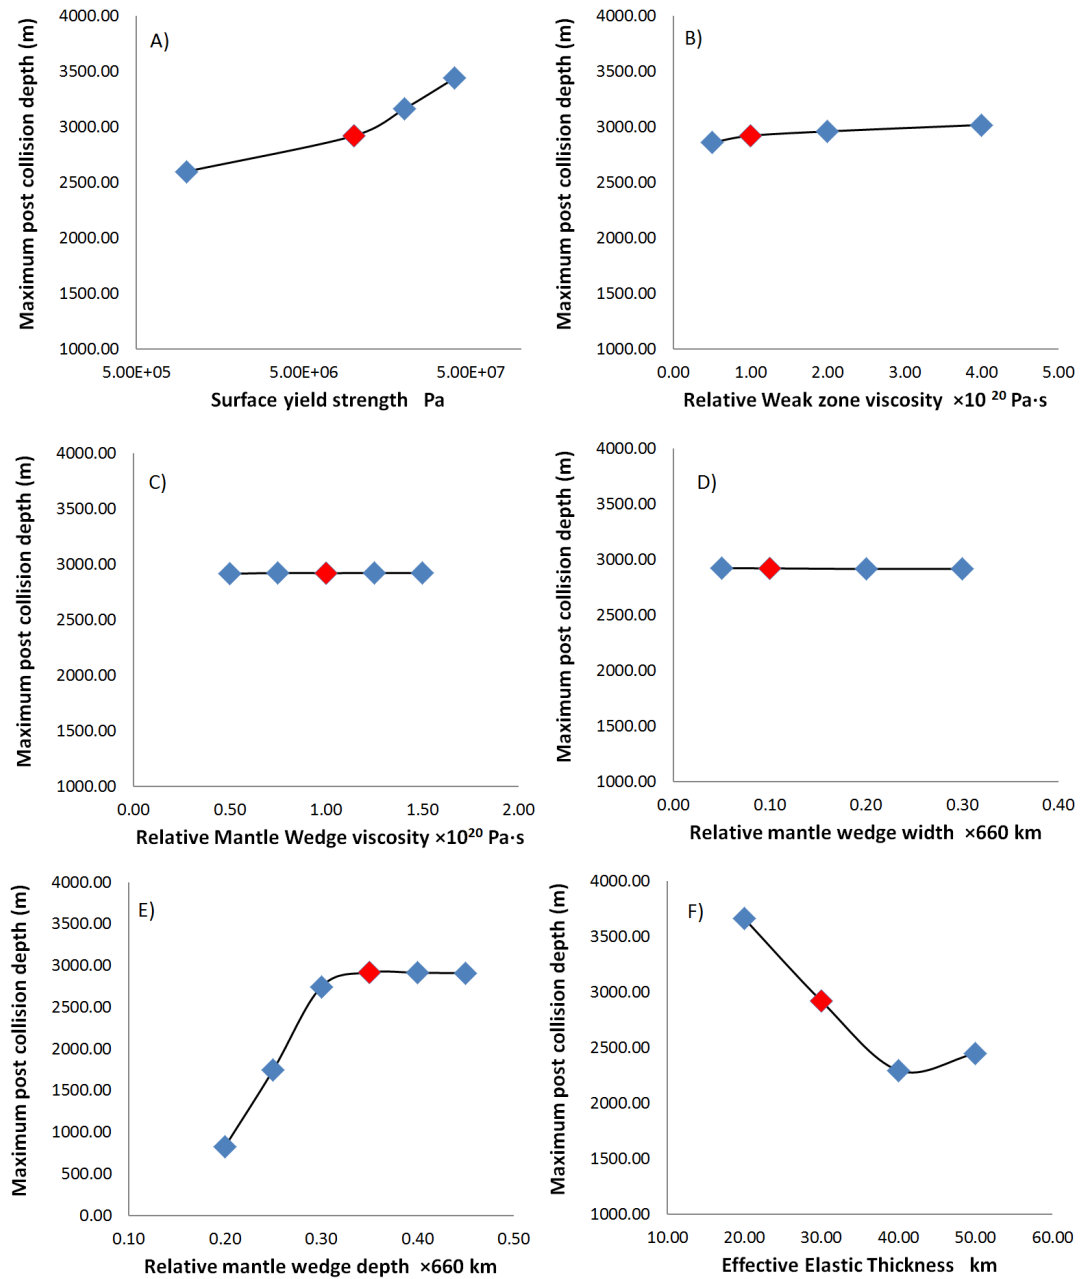 A)
Maximum post collision depth (m)
4000.00
3500.00
3000.00
2500.00
2000.00
1500.00
1000.00
5.00E+05 5.00E+06 5.00E+07
Surface yield strength Pa
B)
Maximum post collision depth (m)
4000.00
3500.00
3000.00
2500.00
2000.00
1500.00
1000.00
0.00 1.00 2.00 3.00 4.00 5.00
Relative Weak zone viscosity ×10 ²⁰ Pa·s
C)
Maximum post collision depth (m)
4000.00
3500.00
3000.00
2500.00
2000.00
1500.00
1000.00
0.00 0.50 1.00 1.50 2.00
Relative Mantle Wedge viscosity ×10²⁰ Pa·s
D)
Maximum post collision depth (m)
4000.00
3500.00
3000.00
2500.00
2000.00
1500.00
1000.00
0.00 0.10 0.20 0.30 0.40
Relative mantle wedge width ×660 km
E)
Maximum post collision depth (m)
4000.00
3500.00
3000.00
2500.00
2000.00
1500.00
1000.00
500.00
0.00
0.10 0.20 0.30 0.40 0.50
Relative mantle wedge depth ×660 km
F)
Maximum post collision depth (m)
4000.00
3500.00
3000.00
2500.00
2000.00
1500.00
1000.00
10.00 20.00 30.00 40.00 50.00 60.00
Effective Elastic Thickness km